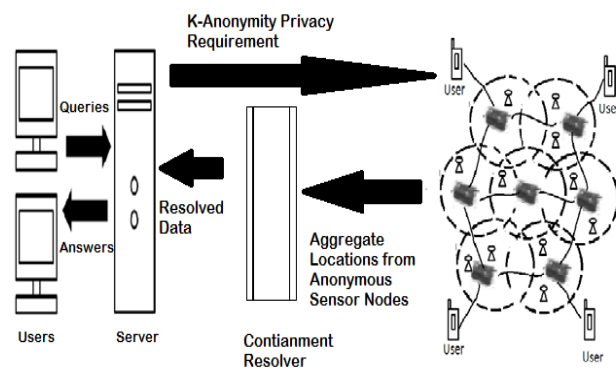 K-Anonymity Privacy
Requirement
User
User
Queries
Answers
Resolved
Data
Aggregate
Locations from
Anonymous
Sensor Nodes
Users
Server
Contianment
Resolver
User
User